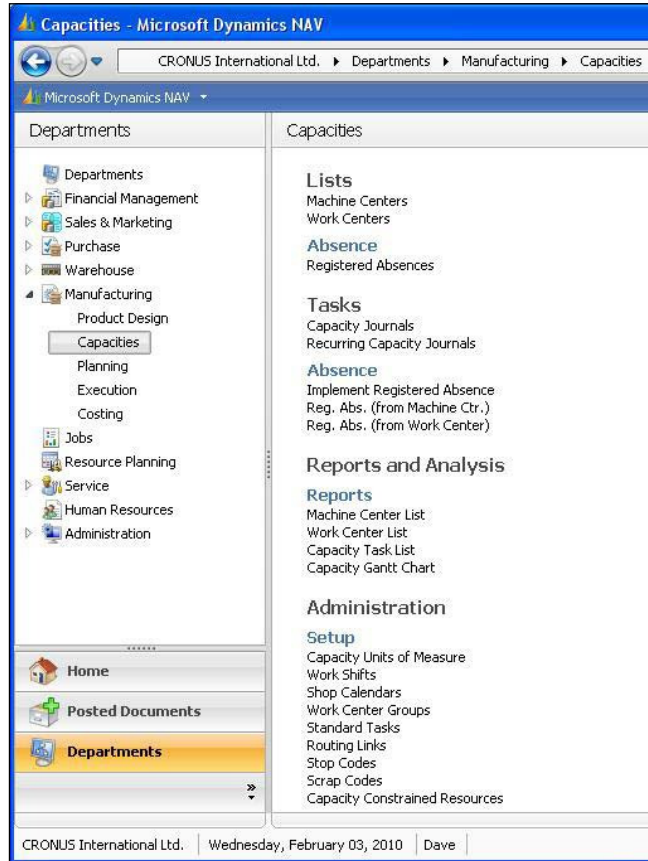 Capacities - Microsoft Dynamics NAV
CRONUS International Ltd. Departments Manufacturing Capacities
Microsoft Dynamics NAV
Departments
Departments
Financial Management
Sales & Marketing
Purchase
Warehouse
Manufacturing
Product Design
Capacities
Planning
Execution
Costing
Jobs
Resource Planning
Service
Human Resources
Administration
Home
Posted Documents
Departments
Capacities
Lists
Machine Centers
Work Centers
Absence
Registered Absences
Tasks
Capacity Journals
Recurring Capacity Journals
Absence
Implement Registered Absence
Reg. Abs. (from Machine Ctr.)
Reg. Abs. (from Work Center)
Reports and Analysis
Reports
Machine Center List
Work Center List
Capacity Task List
Capacity Gantt Chart
Administration
Setup
Capacity Units of Measure
Work Shifts
Shop Calendars
Work Center Groups
Standard Tasks
Routing Links
Stop Codes
Scrap Codes
Capacity Constrained Resources
CRONUS International Ltd. Wednesday, February 03, 2010 Dave